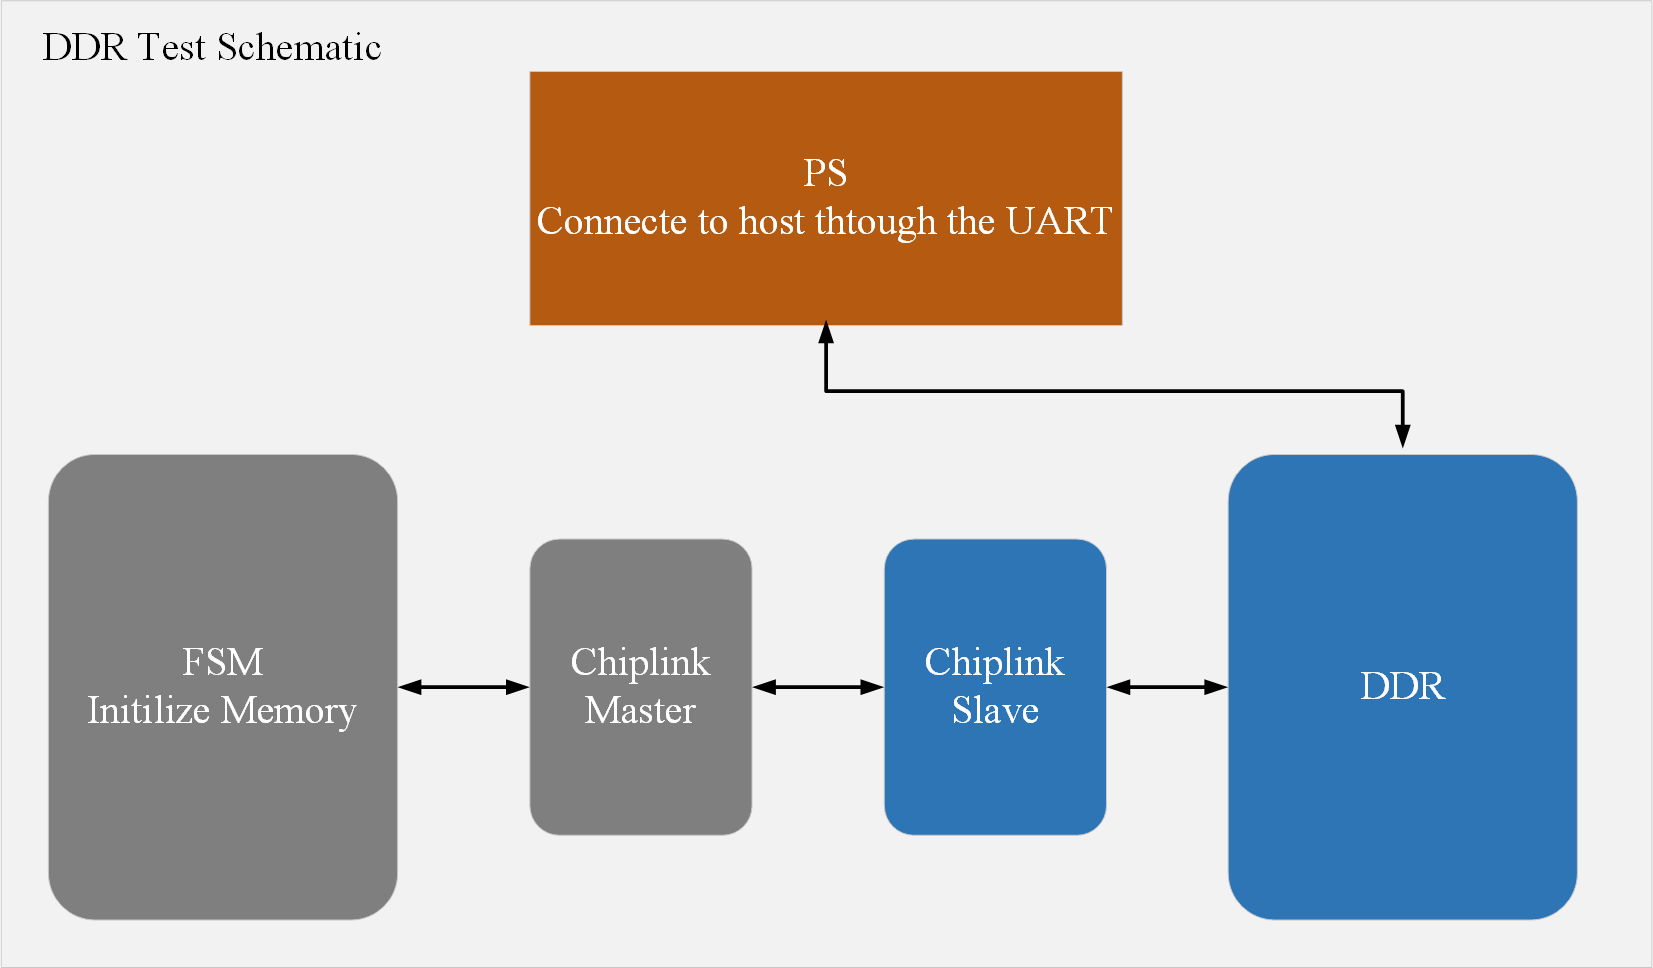 DDR Test Schematic
PS
Connecte to host thtough the UART
FSM
Initilize Memory
Chiplink
Master
Chiplink
Slave
DDR